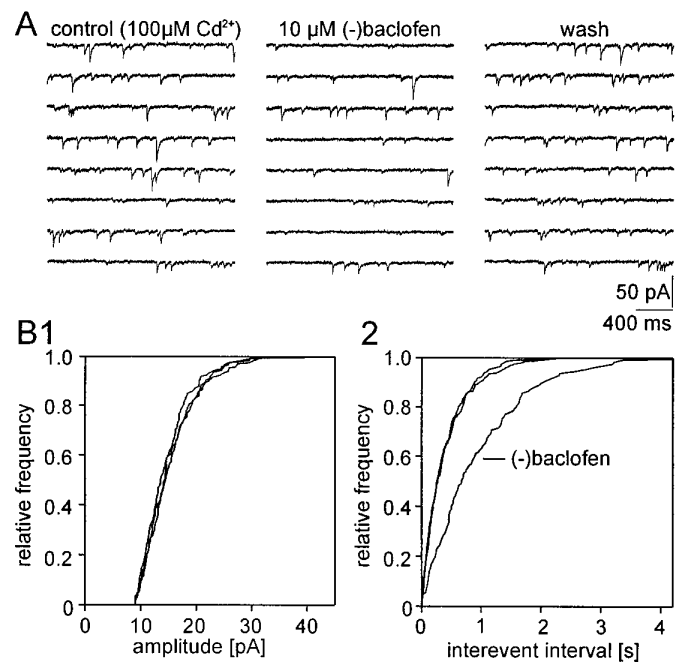 A
control (100µM Cd²⁺)
10 µM (-)baclofen
wash
50 pA
400 ms
B1
relative frequency
1.0
0.8
0.6
0.4
0.2
0
0
10
20
30
40
amplitude [pA]
2
relative frequency
1.0
0.8
0.6
0.4
0.2
0
(-)baclofen
0
1
2
3
4
interevent interval [s]